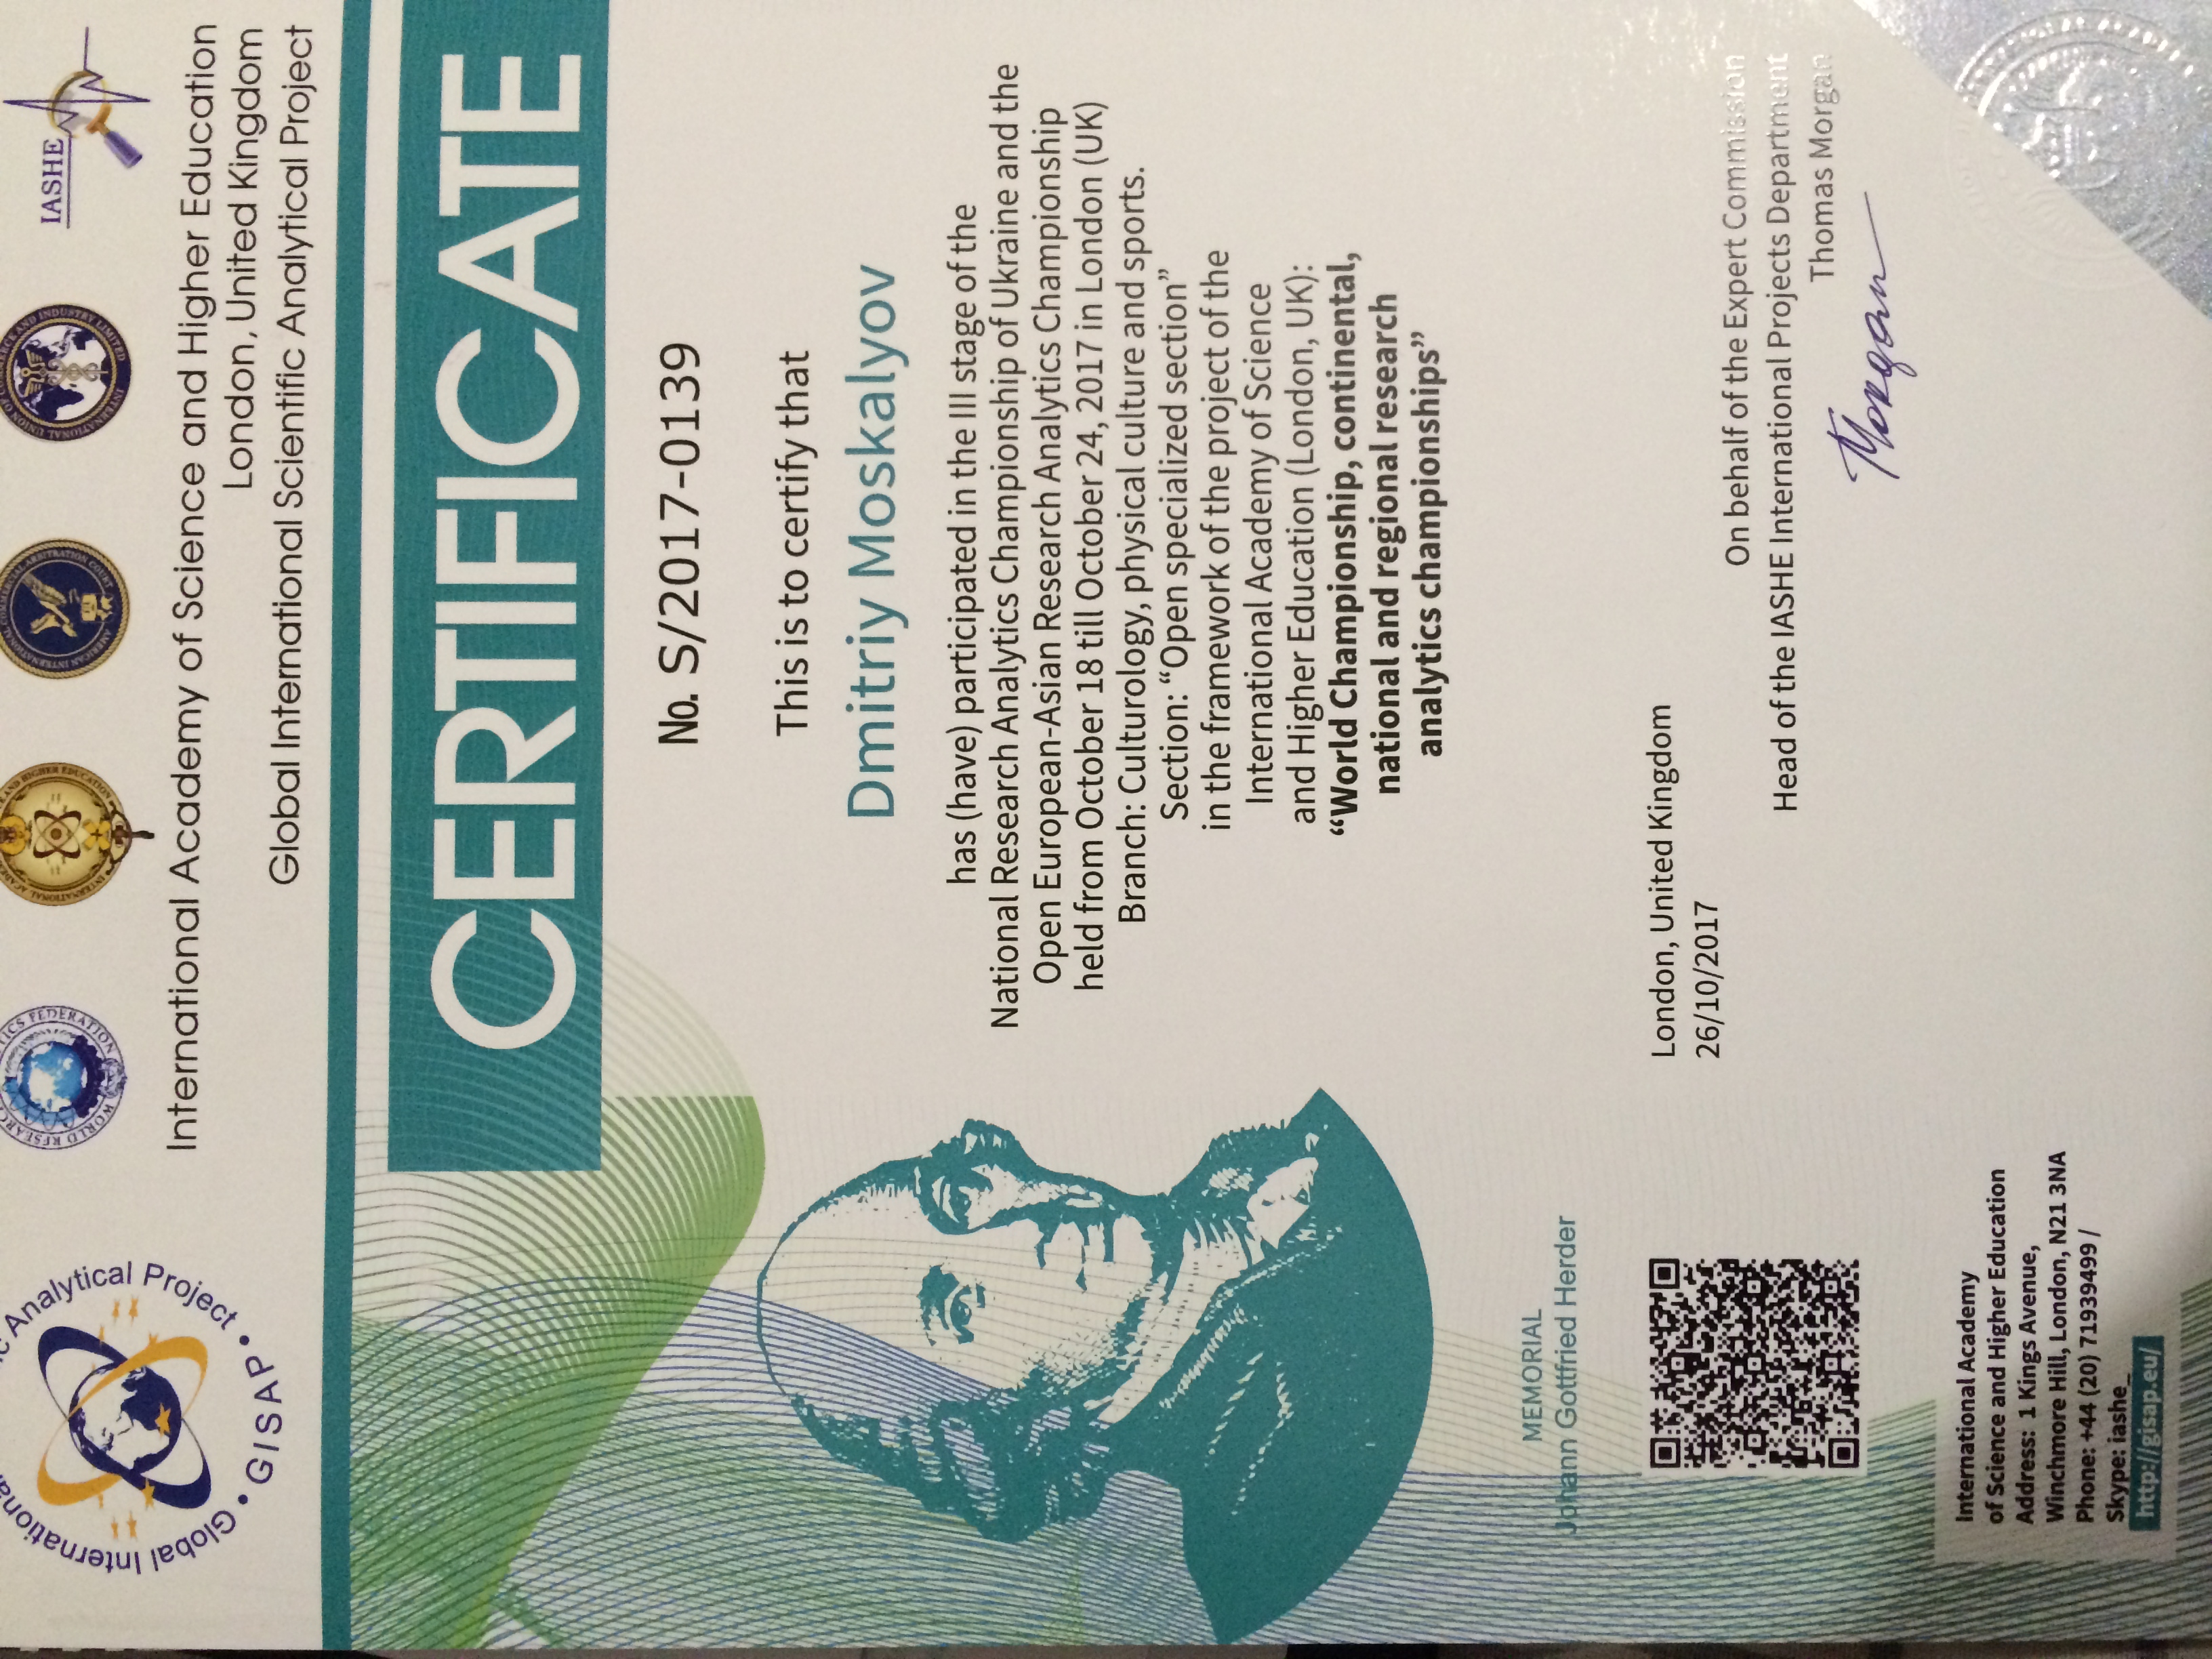 IASHE
International Academy of Science and Higher Education
London, United Kingdom
Global International Scientific Analytical Project
Analytical Project • GISAP • Global International
CERTIFICATE
No. S/2017-0139
This is to certify that
Dmitriy Moskalyov
has (have) participated in the III stage of the
National Research Analytics Championship of Ukraine and the
Open European-Asian Research Analytics Championship
held from October 18 till October 24, 2017 in London (UK)
Branch: Culturology, physical culture and sports.
Section: “Open specialized section”
in the framework of the project of the
International Academy of Science
and Higher Education (London, UK):
“World Championship, continental,
national and regional research
analytics championships”
MEMORIAL
Johann Gottfried Herder
London, United Kingdom
26/10/2017
On behalf of the Expert Commission
Head of the IASHE International Projects Department
Thomas Morgan
Morgan
International Academy
of Science and Higher Education
Address: 1 Kings Avenue,
Winchmore Hill, London, N21 3NA
Phone: +44 (20) 71939499 /
Skype: iashe_
http://gisap.eu/